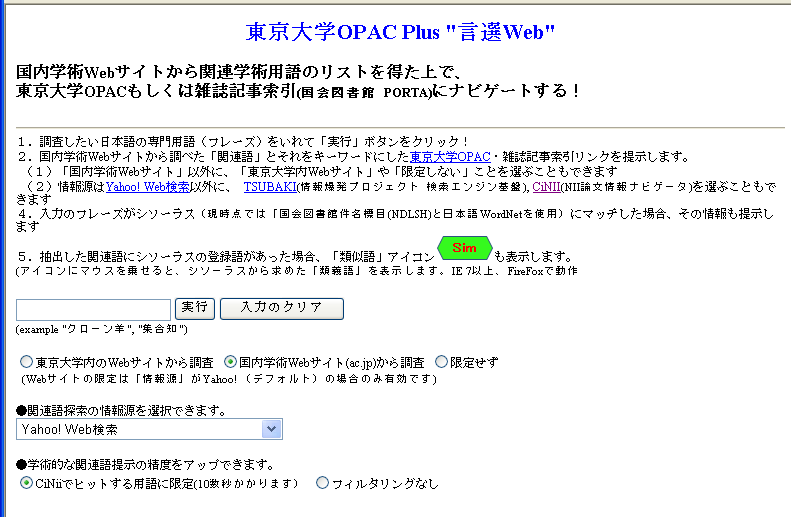 東京大学OPAC Plus "言選Web"
国内学術Webサイトから関連学術用語のリストを得た上で、
東京大学OPACもしくは雑誌記事索引(国会図書館 PORTA)にナビゲートする！
１．調査したい日本語の専門用語（フレーズ）をいれて「実行」ボタンをクリック！
２．国内学術Webサイトから調べた「関連語」とそれをキーワードにした東京大学OPAC・雑誌記事索引リンクを提示します。
（１）「国内学術Webサイト」以外に、「東京大学内Webサイト」や「限定しない」ことを選ぶこともできます
（２）情報源はYahoo! Web検索以外に、 TSUBAKI(情報爆発プロジェクト 検索エンジン基盤), CiNII(NII論文情報ナビゲータ)を選ぶこともで
きます
４．入力のフレーズがシソーラス（現時点では「国会図書館件名標目(NDLSH)と日本語WordNetを使用）にマッチした場合、その情報も提示し
ます
５．抽出した関連語にシソーラスの登録語があった場合、「類似語」アイコン Sim も表示します。
(アイコンにマウスを乗せると、シソーラスから求めた「類義語」を表示します。IE 7以上、FireFoxで動作
実行 入力のクリア
(example "クローン羊", "集合知")
東京大学内のWebサイトから調査 国内学術Webサイト(ac.jp)から調査 限定せず
(Webサイトの限定は「情報源」がYahoo!（デフォルト）の場合のみ有効です)
●関連語探索の情報源を選択できます。
Yahoo! Web検索
●学術的な関連語提示の精度をアップできます。
CiNiiでヒットする用語に限定(10数秒かかります） フィルタリングなし